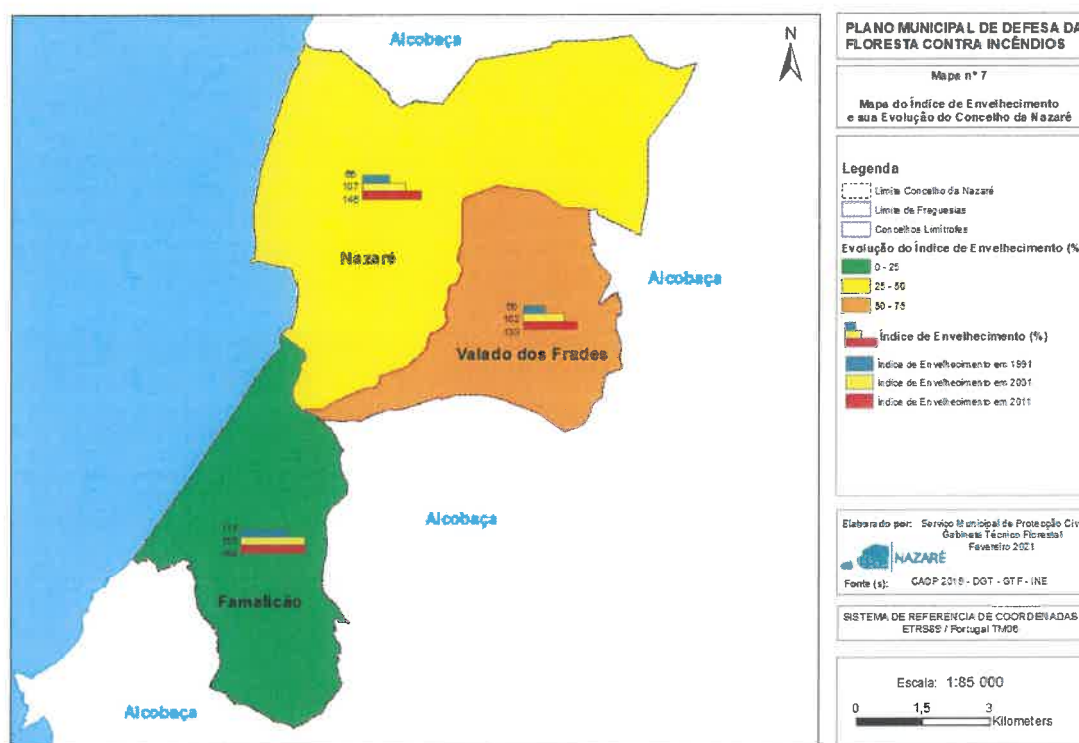 Alcobaça
N
107
146
Nazaré
Alcobaça
Valado dos Frades
Alcobaça
Famalicão
Alcobaça
PLANO MUNICIPAL DE DEFESA DA
FLORESTA CONTRA INCÊNDIOS
Mapa nº 7
Mapa do Índice de Envelhecimento
e sua Evolução do Concelho da Nazaré
Legenda
Limite Concelho da Nazaré
Limite de Freguesias
Concelhos Limítrofes
Evolução do Índice de Envelhecimento (%
0 - 25
25 - 50
50 - 75
Índice de Envelhecimento (%)
Índice de Envelhecimento em 1991
Índice de Envelhecimento em 2001
Índice de Envelhecimento em 2011
Elaborado por: Serviço Municipal de Protecção Civ
Gabinete Técnico Florestal
Fevereiro 2021
NAZARÉ
Fonte (s): CAOP 2018 - DGT - GTF - INE
SISTEMA DE REFERENCIA DE COORDENADAS
ETRS89 / Portugal TM06
Escala: 1:85 000
0 1,5 3
Kilometers